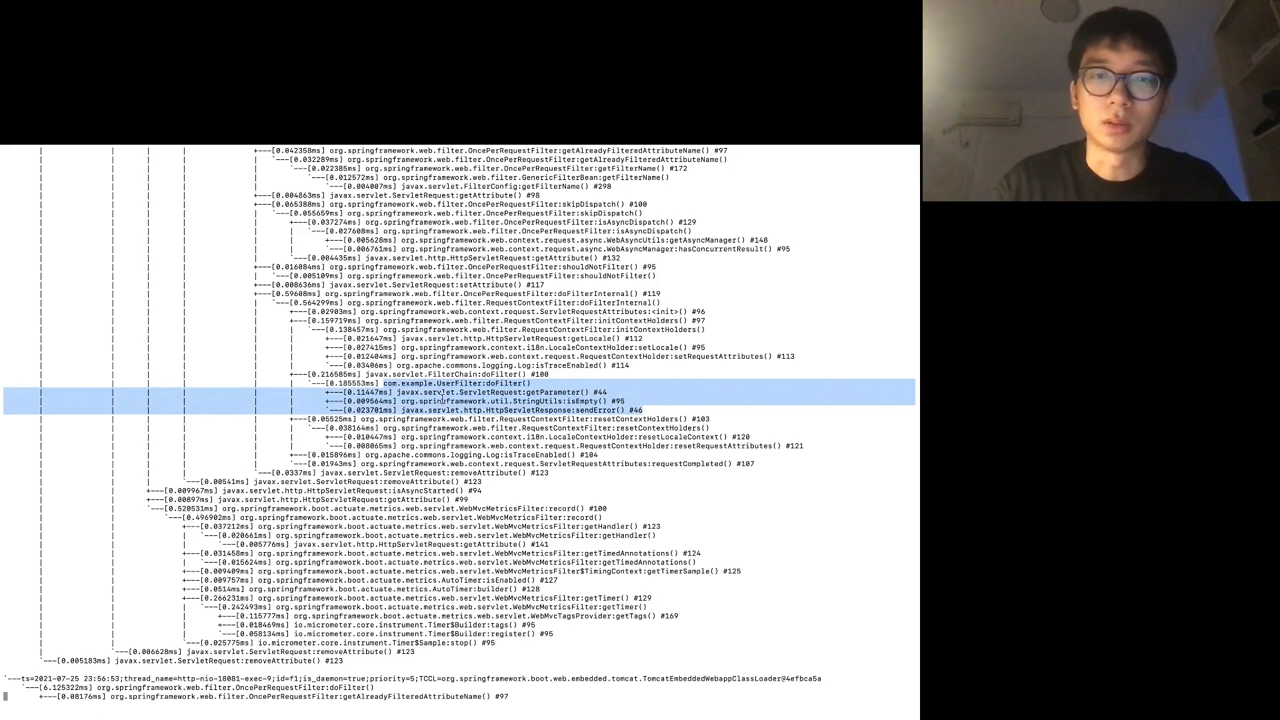 +---[0.042358ms] org.springframework.web.filter.OncePerRequestFilter:getAlreadyFilteredAttributeName() #97
`---[0.032289ms] org.springframework.web.filter.OncePerRequestFilter:getAlreadyFilteredAttributeName()
`---[0.022385ms] org.springframework.web.filter.OncePerRequestFilter:getFilterName() #172
`---[0.012572ms] org.springframework.web.filter.GenericFilterBean:getFilterName()
`---[0.004007ms] javax.servlet.FilterConfig:getFilterName() #298
+---[0.004863ms] javax.servlet.ServletRequest:getAttribute() #98
+---[0.065388ms] org.springframework.web.filter.OncePerRequestFilter:skipDispatch() #100
`---[0.055659ms] org.springframework.web.filter.OncePerRequestFilter:skipDispatch()
+---[0.037274ms] org.springframework.web.filter.OncePerRequestFilter:isAsyncDispatch() #129
`---[0.027608ms] org.springframework.web.filter.OncePerRequestFilter:isAsyncDispatch()
+---[0.005628ms] org.springframework.web.context.request.async.WebAsyncUtils:getAsyncManager() #148
`---[0.006761ms] org.springframework.web.context.request.async.WebAsyncManager:hasConcurrentResult() #95
`---[0.004435ms] javax.servlet.http.HttpServletRequest:getAttribute() #132
+---[0.016084ms] org.springframework.web.filter.OncePerRequestFilter:shouldNotFilter() #95
`---[0.005109ms] org.springframework.web.filter.OncePerRequestFilter:shouldNotFilter()
+---[0.008636ms] javax.servlet.ServletRequest:setAttribute() #117
+---[0.59608ms] org.springframework.web.filter.OncePerRequestFilter:doFilterInternal() #119
`---[0.564299ms] org.springframework.web.filter.RequestContextFilter:doFilterInternal()
+---[0.02903ms] org.springframework.web.context.request.ServletRequestAttributes:<init>() #96
+---[0.159719ms] org.springframework.web.filter.RequestContextFilter:initContextHolders() #97
`---[0.138457ms] org.springframework.web.filter.RequestContextFilter:initContextHolders()
+---[0.021647ms] javax.servlet.http.HttpServletRequest:getLocale() #112
+---[0.027415ms] org.springframework.context.i18n.LocaleContextHolder:setLocale() #95
+---[0.012404ms] org.springframework.web.context.request.RequestContextHolder:setRequestAttributes() #113
`---[0.03406ms] org.apache.commons.logging.Log:isTraceEnabled() #114
+---[0.216585ms] javax.servlet.FilterChain:doFilter() #100
`---[0.185553ms] com.example.UserFilter:doFilter()
+---[0.11447ms] javax.servlet.ServletRequest:getParameter() #44
+---[0.009564ms] org.springframework.util.StringUtils:isEmpty() #95
`---[0.023701ms] javax.servlet.http.HttpServletResponse:sendError() #46
+---[0.05525ms] org.springframework.web.filter.RequestContextFilter:resetContextHolders() #103
`---[0.038164ms] org.springframework.web.filter.RequestContextFilter:resetContextHolders()
+---[0.010447ms] org.springframework.context.i18n.LocaleContextHolder:resetLocaleContext() #120
`---[0.008065ms] org.springframework.web.context.request.RequestContextHolder:resetRequestAttributes() #121
+---[0.015896ms] org.apache.commons.logging.Log:isTraceEnabled() #104
`---[0.01943ms] org.springframework.web.context.request.ServletRequestAttributes:requestCompleted() #107
`---[0.0337ms] javax.servlet.ServletRequest:removeAttribute() #123
`---[0.00541ms] javax.servlet.ServletRequest:removeAttribute() #123
+---[0.009967ms] javax.servlet.http.HttpServletRequest:isAsyncStarted() #94
+---[0.00897ms] javax.servlet.http.HttpServletRequest:getAttribute() #99
`---[0.520531ms] org.springframework.boot.actuate.metrics.web.servlet.WebMvcMetricsFilter:record() #100
`---[0.496902ms] org.springframework.boot.actuate.metrics.web.servlet.WebMvcMetricsFilter:record()
+---[0.037212ms] org.springframework.boot.actuate.metrics.web.servlet.WebMvcMetricsFilter:getHandler() #123
`---[0.020661ms] org.springframework.boot.actuate.metrics.web.servlet.WebMvcMetricsFilter:getHandler()
`---[0.005776ms] javax.servlet.http.HttpServletRequest:getAttribute() #141
+---[0.031458ms] org.springframework.boot.actuate.metrics.web.servlet.WebMvcMetricsFilter:getTimedAnnotations() #124
`---[0.015624ms] org.springframework.boot.actuate.metrics.web.servlet.WebMvcMetricsFilter:getTimedAnnotations()
+---[0.009409ms] org.springframework.boot.actuate.metrics.web.servlet.WebMvcMetricsFilter$TimingContext:getTimerSample() #125
+---[0.009757ms] org.springframework.boot.actuate.metrics.AutoTimer:isEnabled() #127
+---[0.0514ms] org.springframework.boot.actuate.metrics.AutoTimer:builder() #128
+---[0.266231ms] org.springframework.boot.actuate.metrics.web.servlet.WebMvcMetricsFilter:getTimer() #129
`---[0.242493ms] org.springframework.boot.actuate.metrics.web.servlet.WebMvcMetricsFilter:getTimer()
+---[0.115777ms] org.springframework.boot.actuate.metrics.web.servlet.WebMvcTagsProvider:getTags() #169
+---[0.018469ms] io.micrometer.core.instrument.Timer$Builder:tags() #95
`---[0.058134ms] io.micrometer.core.instrument.Timer$Builder:register() #95
`---[0.025775ms] io.micrometer.core.instrument.Timer$Sample:stop() #95
`---[0.006628ms] javax.servlet.ServletRequest:removeAttribute() #123
`---[0.005183ms] javax.servlet.ServletRequest:removeAttribute() #123
`---ts=2021-07-25 23:56:53;thread_name=http-nio-18081-exec-9;id=f1;is_daemon=true;priority=5;TCCL=org.springframework.boot.web.embedded.tomcat.TomcatEmbeddedWebappClassLoader@4efbca5a
`---[6.125322ms] org.springframework.web.filter.OncePerRequestFilter:doFilter()
+---[0.08176ms] org.springframework.web.filter.OncePerRequestFilter:getAlreadyFilteredAttributeName() #97